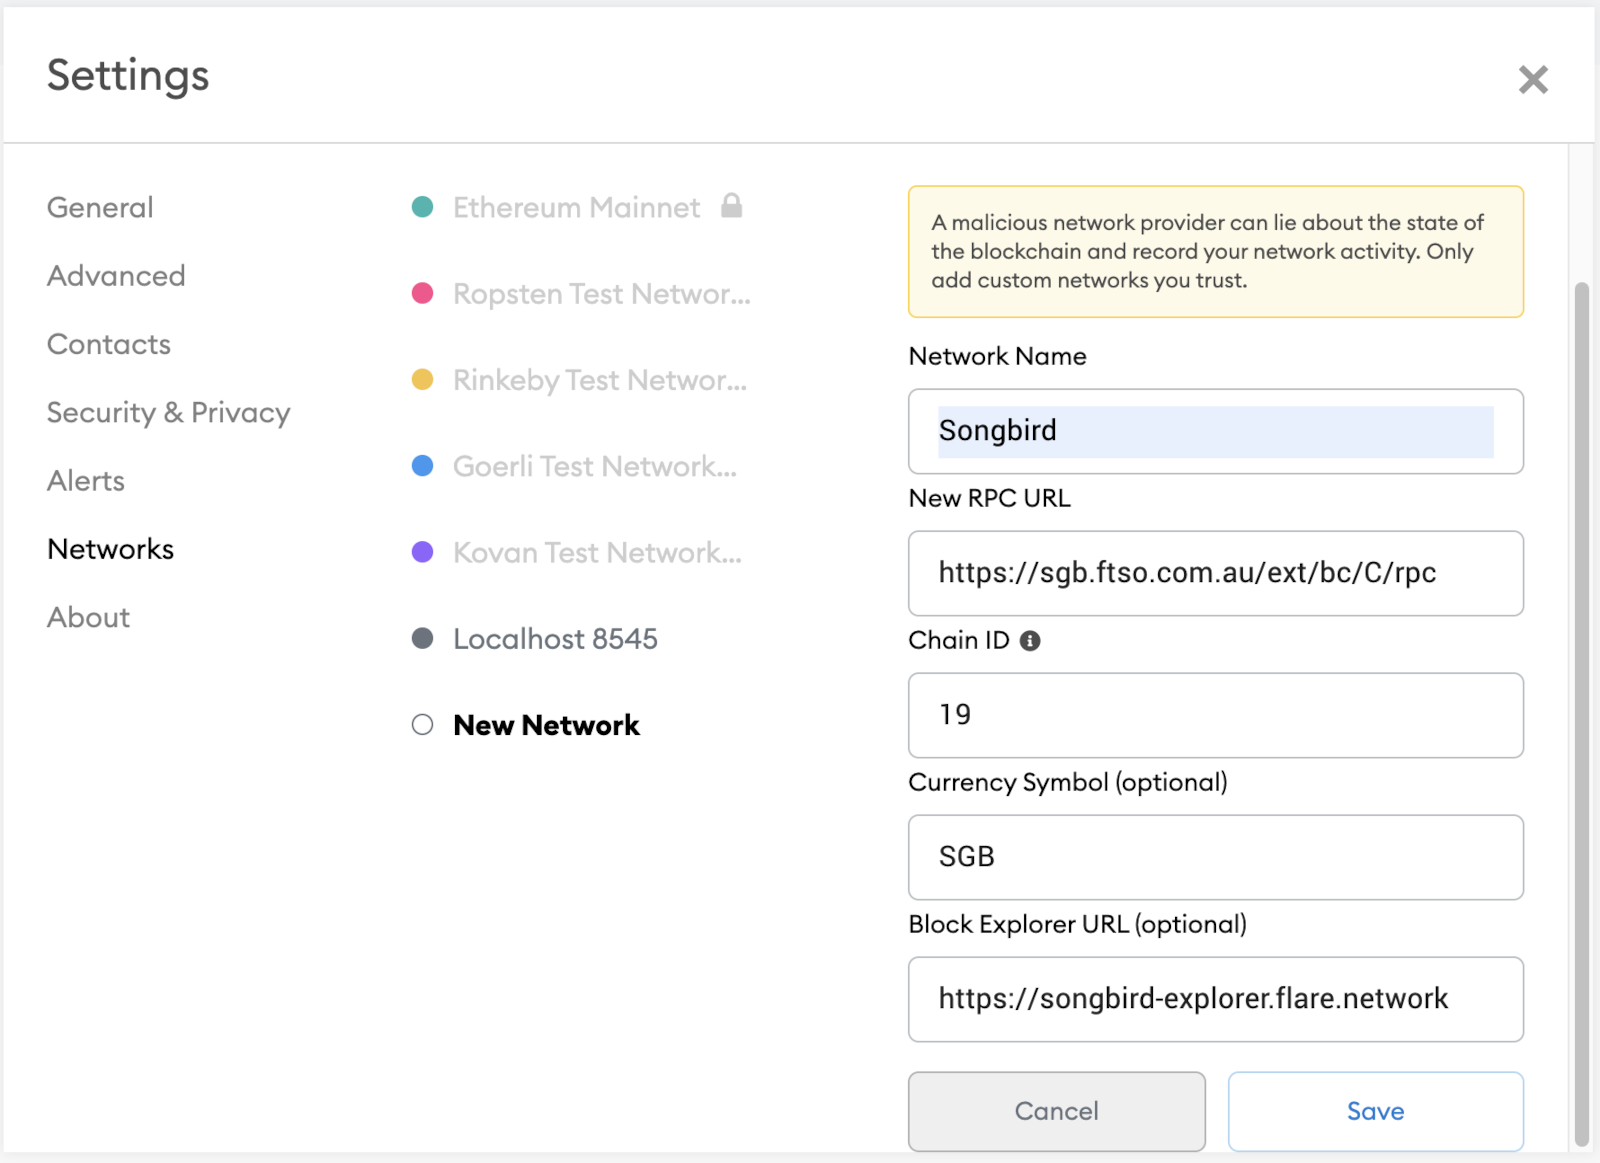 Settings
General
Advanced
Contacts
Security & Privacy
Alerts
Networks
About
Ethereum Mainnet
Ropsten Test Networ...
Rinkeby Test Networ...
Goerli Test Network...
Kovan Test Network...
Localhost 8545
New Network
A malicious network provider can lie about the state of
the blockchain and record your network activity. Only
add custom networks you trust.
Network Name
Songbird
New RPC URL
https://sgb.ftso.com.au/ext/bc/C/rpc
Chain ID
19
Currency Symbol (optional)
SGB
Block Explorer URL (optional)
https://songbird-explorer.flare.network
Cancel
Save